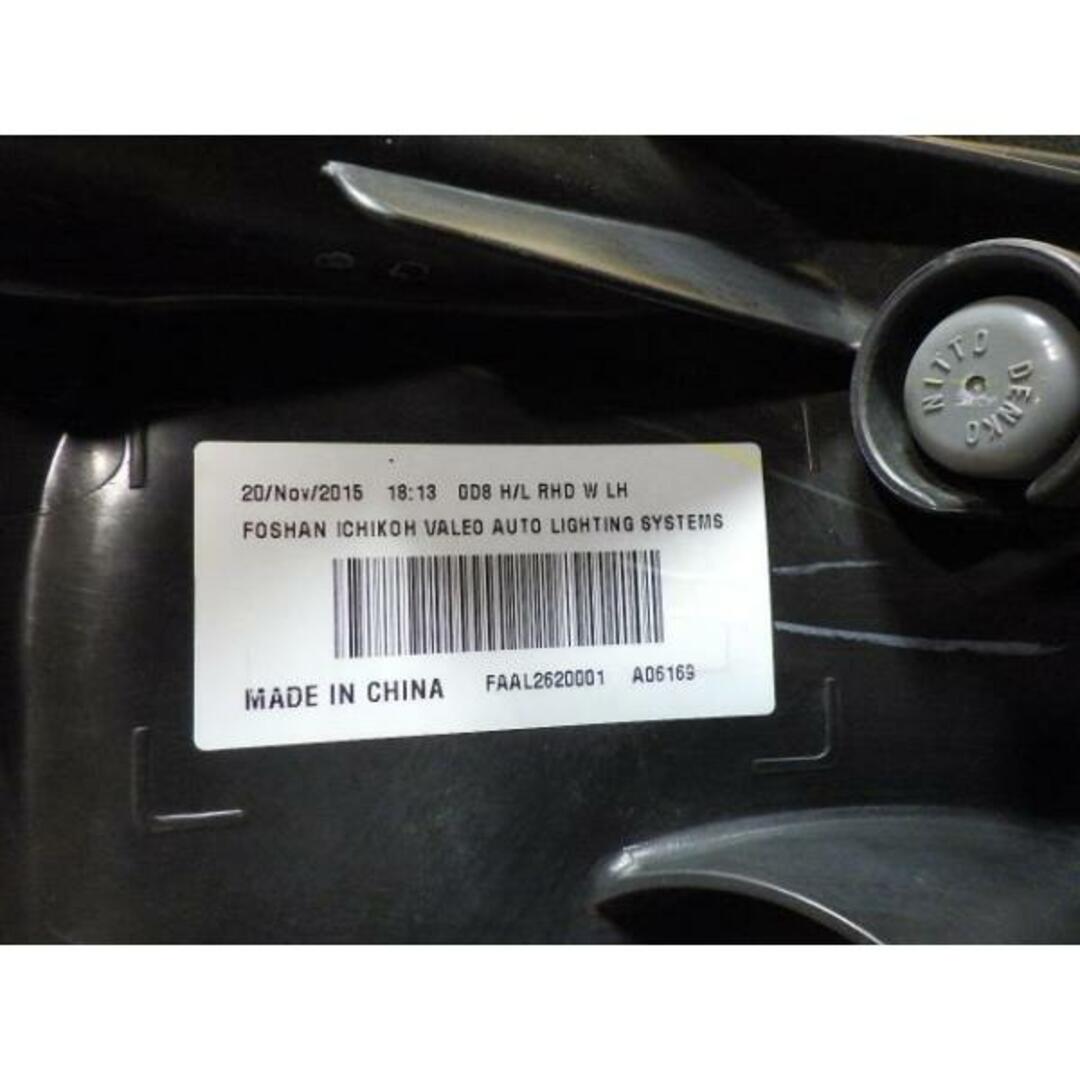 NITTO DENKO
20/Nov/2015 18:13 0D8 H/L RHD W LH
FOSHAN ICHIKOH VALEO AUTO LIGHTING SYSTEMS
MADE IN CHINA FAAL2620001 A06169